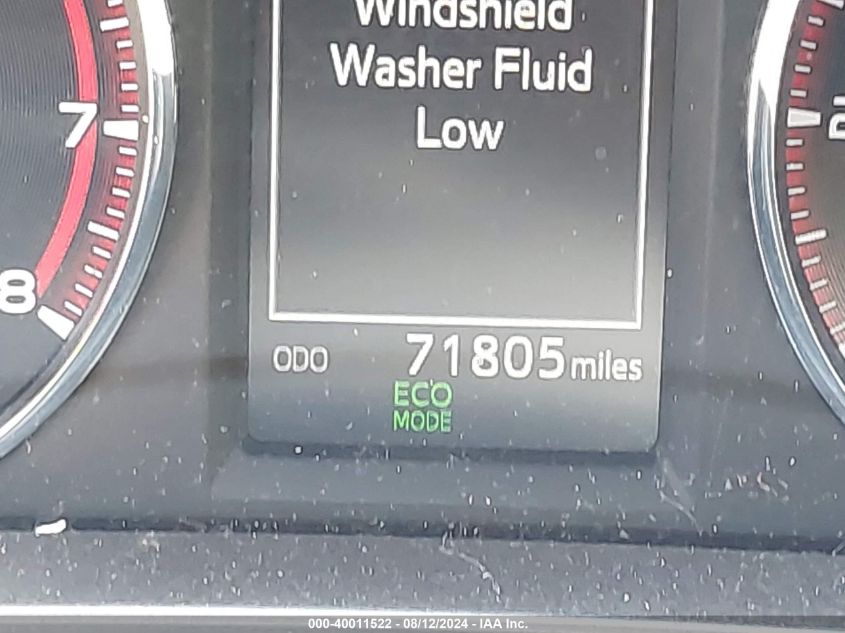 Windshield
Washer Fluid
Low
7
8
ODO 71805 miles
ECO
MODE
000-40011522 - 08/12/2024 - IAA Inc.